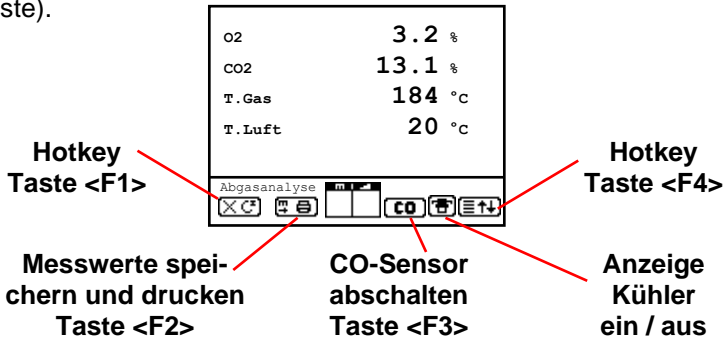 ste).
O2 3.2 %
CO2 13.1 %
T.Gas 184 °C
T.Luft 20 °C
Hotkey
Taste <F1>
Hotkey
Taste <F4>
Abgasanalyse
CO
Messwerte spei-
chern und drucken
Taste <F2>
CO-Sensor
abschalten
Taste <F3>
Anzeige
Kühler
ein / aus